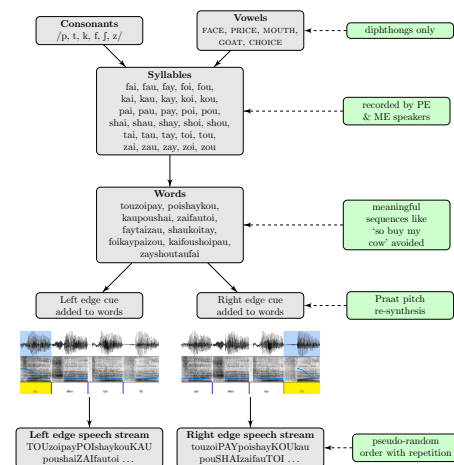 Consonants
/p, t, k, f, ʃ, z/
Vowels
FACE, PRICE, MOUTH,
GOAT, CHOICE
diphthongs only
Syllables
fai, fau, fay, foi, fou,
kai, kau, kay, koi, kou,
pai, pau, pay, poi, pou,
shai, shau, shay, shoi, shou,
tai, tau, tay, toi, tou,
zai, zau, zay, zoi, zou
recorded by PE
& ME speakers
Words
touzoipay, poishaykou,
kaupoushai, zaifautoi,
faytaizau, shaukoitay,
foikaypaizou, kaifoushoipau,
zayshoutaufai
meaningful
sequences like
‘so buy my
cow’ avoided
Left edge cue
added to words
Right edge cue
added to words
Praat pitch
re-synthesis
Left edge speech stream
TOUzoipayPOIshaykouKAU
poushaiZAIfautoi ...
Right edge speech stream
touzoiPAYpoishayKOUkau
pouSHAIzaifauTOI ...
pseudo-random
order with repetition